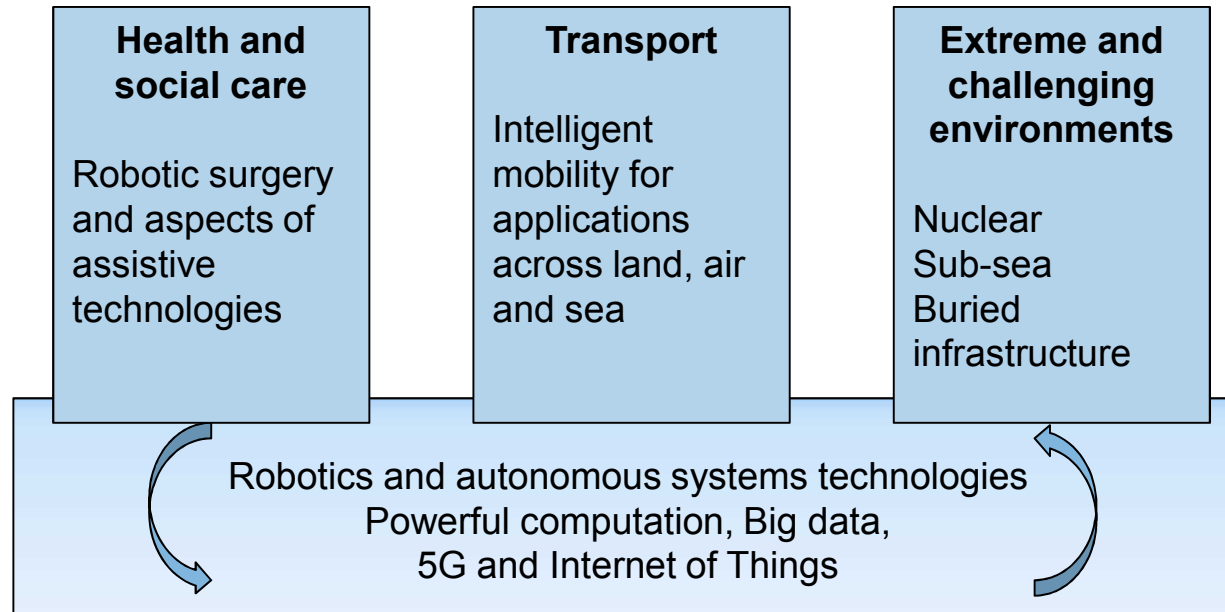 Health and
social care
Robotic surgery
and aspects of
assistive
technologies
Transport
Intelligent
mobility for
applications
across land, air
and sea
Extreme and
challenging
environments
Nuclear
Sub-sea
Buried
infrastructure
Robotics and autonomous systems technologies
Powerful computation, Big data,
5G and Internet of Things